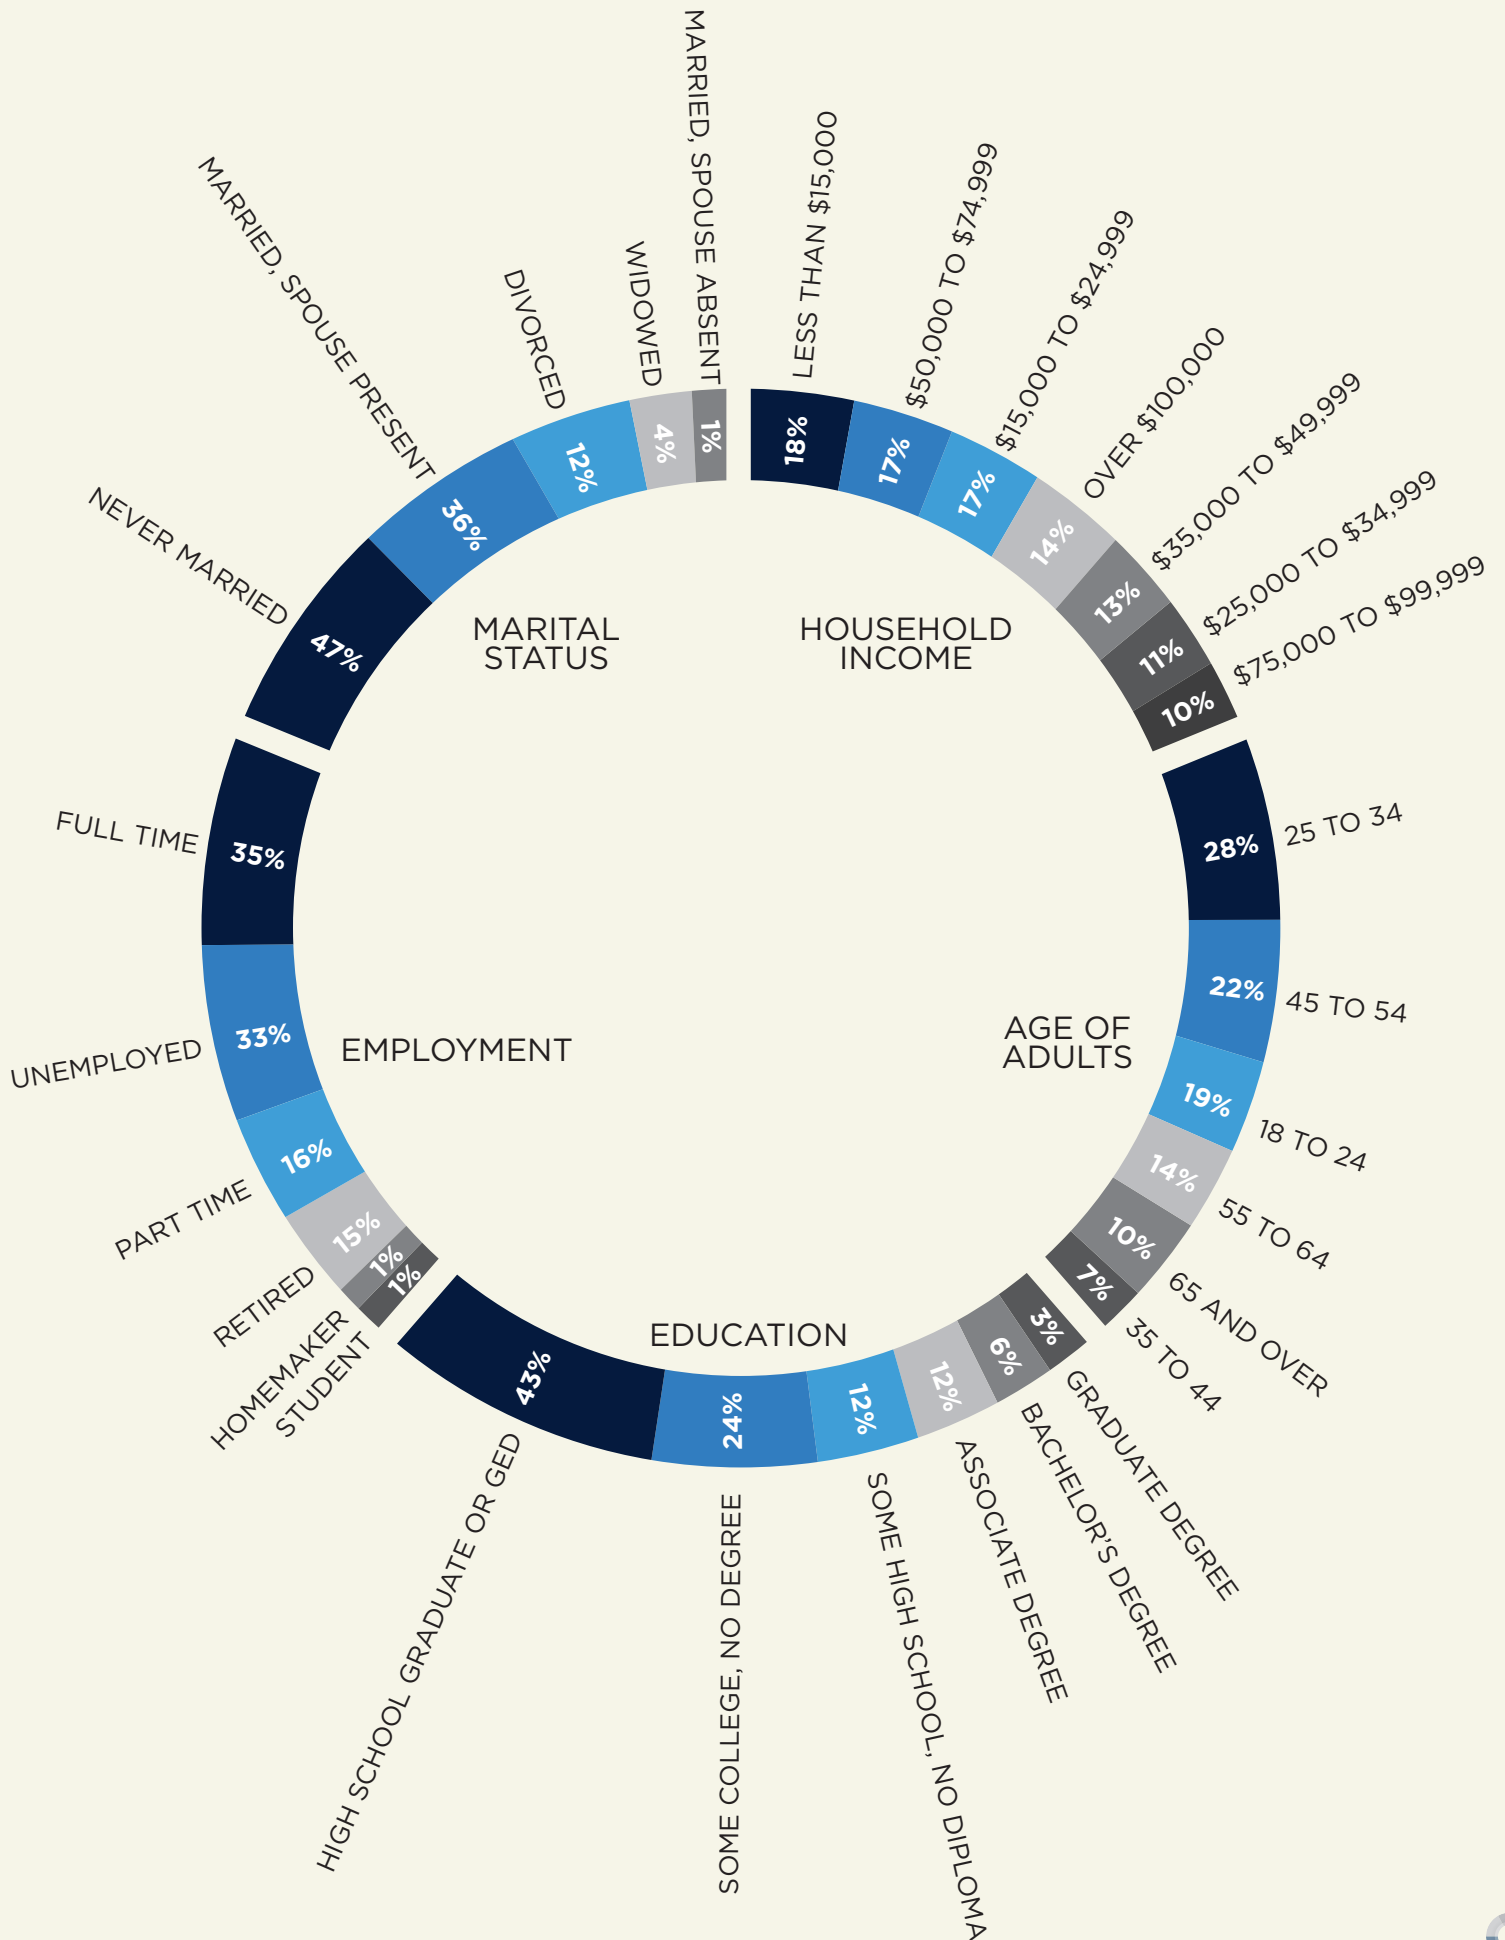 MARITAL
STATUS
NEVER MARRIED
47%
MARRIED, SPOUSE PRESENT
36%
DIVORCED
12%
WIDOWED
4%
MARRIED, SPOUSE ABSENT
1%
HOUSEHOLD
INCOME
LESS THAN $15,000
18%
$50,000 TO $74,999
17%
$15,000 TO $24,999
17%
OVER $100,000
14%
$35,000 TO $49,999
13%
$25,000 TO $34,999
11%
$75,000 TO $99,999
10%
AGE OF
ADULTS
25 TO 34
28%
45 TO 54
22%
18 TO 24
19%
55 TO 64
14%
65 AND OVER
10%
35 TO 44
7%
EDUCATION
GRADUATE DEGREE
3%
BACHELOR'S DEGREE
6%
ASSOCIATE DEGREE
12%
SOME HIGH SCHOOL, NO DIPLOMA
12%
SOME COLLEGE, NO DEGREE
24%
HIGH SCHOOL GRADUATE OR GED
43%
EMPLOYMENT
STUDENT
1%
HOMEMAKER
1%
RETIRED
15%
PART TIME
16%
UNEMPLOYED
33%
FULL TIME
35%